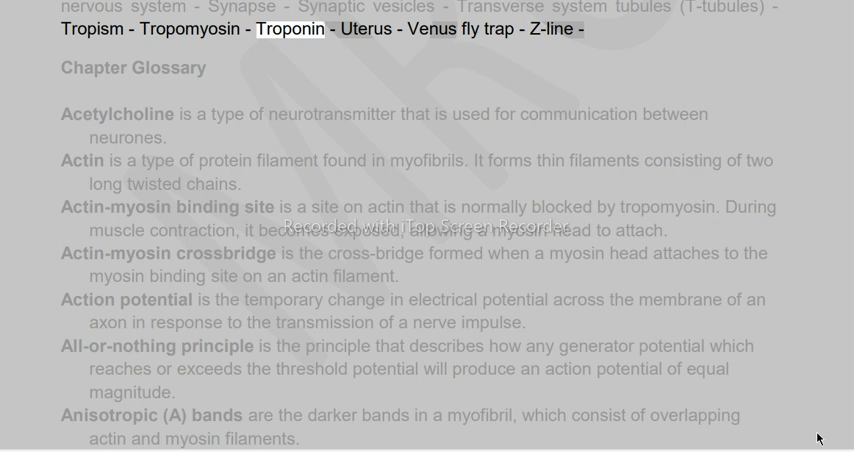 nervous system - Synapse - Synaptic vesicles - Transverse system tubules (T-tubules) -
Tropism - Tropomyosin - Troponin - Uterus - Venus fly trap - Z-line -
Chapter Glossary
Acetylcholine is a type of neurotransmitter that is used for communication between
neurones.
Actin is a type of protein filament found in myofibrils. It forms thin filaments consisting of two
long twisted chains.
Actin-myosin binding site is a site on actin that is normally blocked by tropomyosin. During
muscle contraction, it becomes exposed, allowing a myosin head to attach.
Recorded with iTop Screen Recorder
Actin-myosin crossbridge is the cross-bridge formed when a myosin head attaches to the
myosin binding site on an actin filament.
Action potential is the temporary change in electrical potential across the membrane of an
axon in response to the transmission of a nerve impulse.
All-or-nothing principle is the principle that describes how any generator potential which
reaches or exceeds the threshold potential will produce an action potential of equal
magnitude.
Anisotropic (A) bands are the darker bands in a myofibril, which consist of overlapping
actin and myosin filaments.